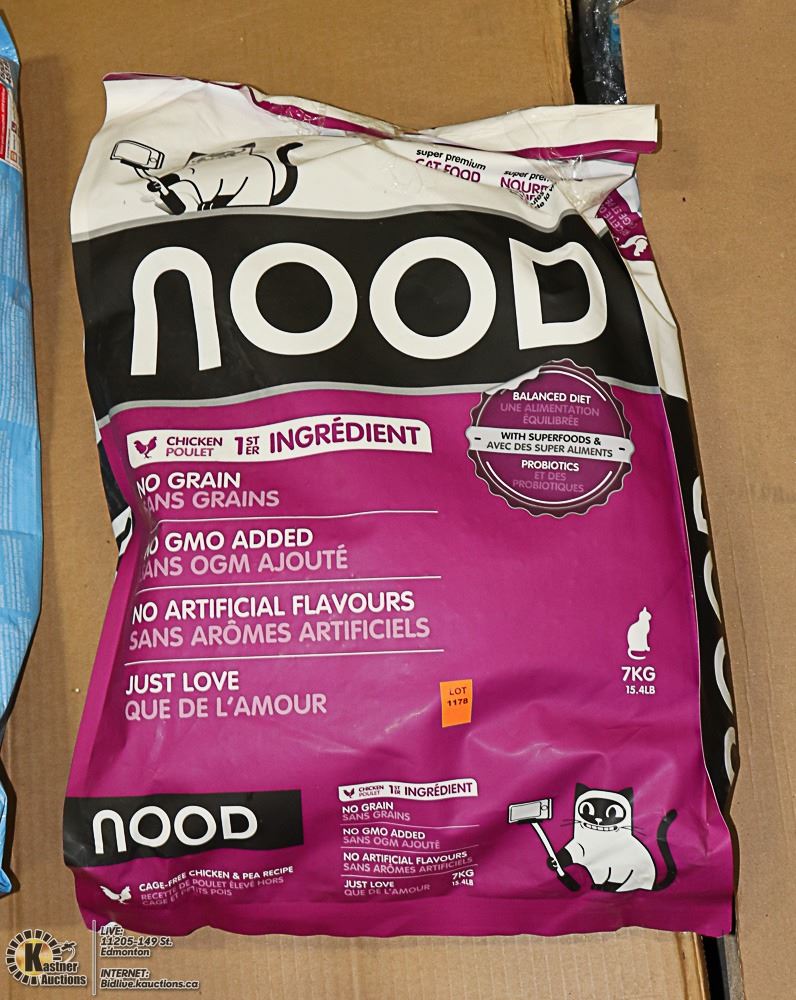 super premium
CAT FOOD
super
NOOD
BALANCED DIET
UNE ALIMENTATION
ÉQUILIBRÉE
WITH SUPERFOODS &
AVEC DES SUPER ALIMENTS
PROBIOTICS
ET DES
PROBIOTIQUES
CHICKEN
POULET
1ST
ER
INGRÉDIENT
NO GRAIN
SANS GRAINS
NO GMO ADDED
SANS OGM AJOUTÉ
NO ARTIFICIAL FLAVOURS
SANS ARÔMES ARTIFICIELS
JUST LOVE
QUE DE L'AMOUR
7KG
15.4LB
LOT
1178
NOOD
CAGE-FREE CHICKEN & PEA RECIPE
RECETTE DE POULET ÉLEVÉ HORS
CAGE ET PETITS POIS
CHICKEN
POULET
1ST
ER
INGRÉDIENT
NO GRAIN
SANS GRAINS
NO GMO ADDED
SANS OGM AJOUTÉ
NO ARTIFICIAL FLAVOURS
SANS ARÔMES ARTIFICIELS
JUST LOVE
QUE DE L'AMOUR
7KG
15.4LB
Kastner
Auctions
LIVE:
11205-149 St.
Edmonton
INTERNET:
Bidlive.kauctions.ca